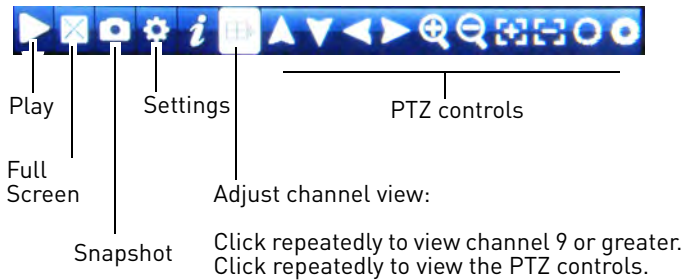 Play
Settings
PTZ controls
Full
Screen
Adjust channel view:
Snapshot
Click repeatedly to view channel 9 or greater.
Click repeatedly to view the PTZ controls.